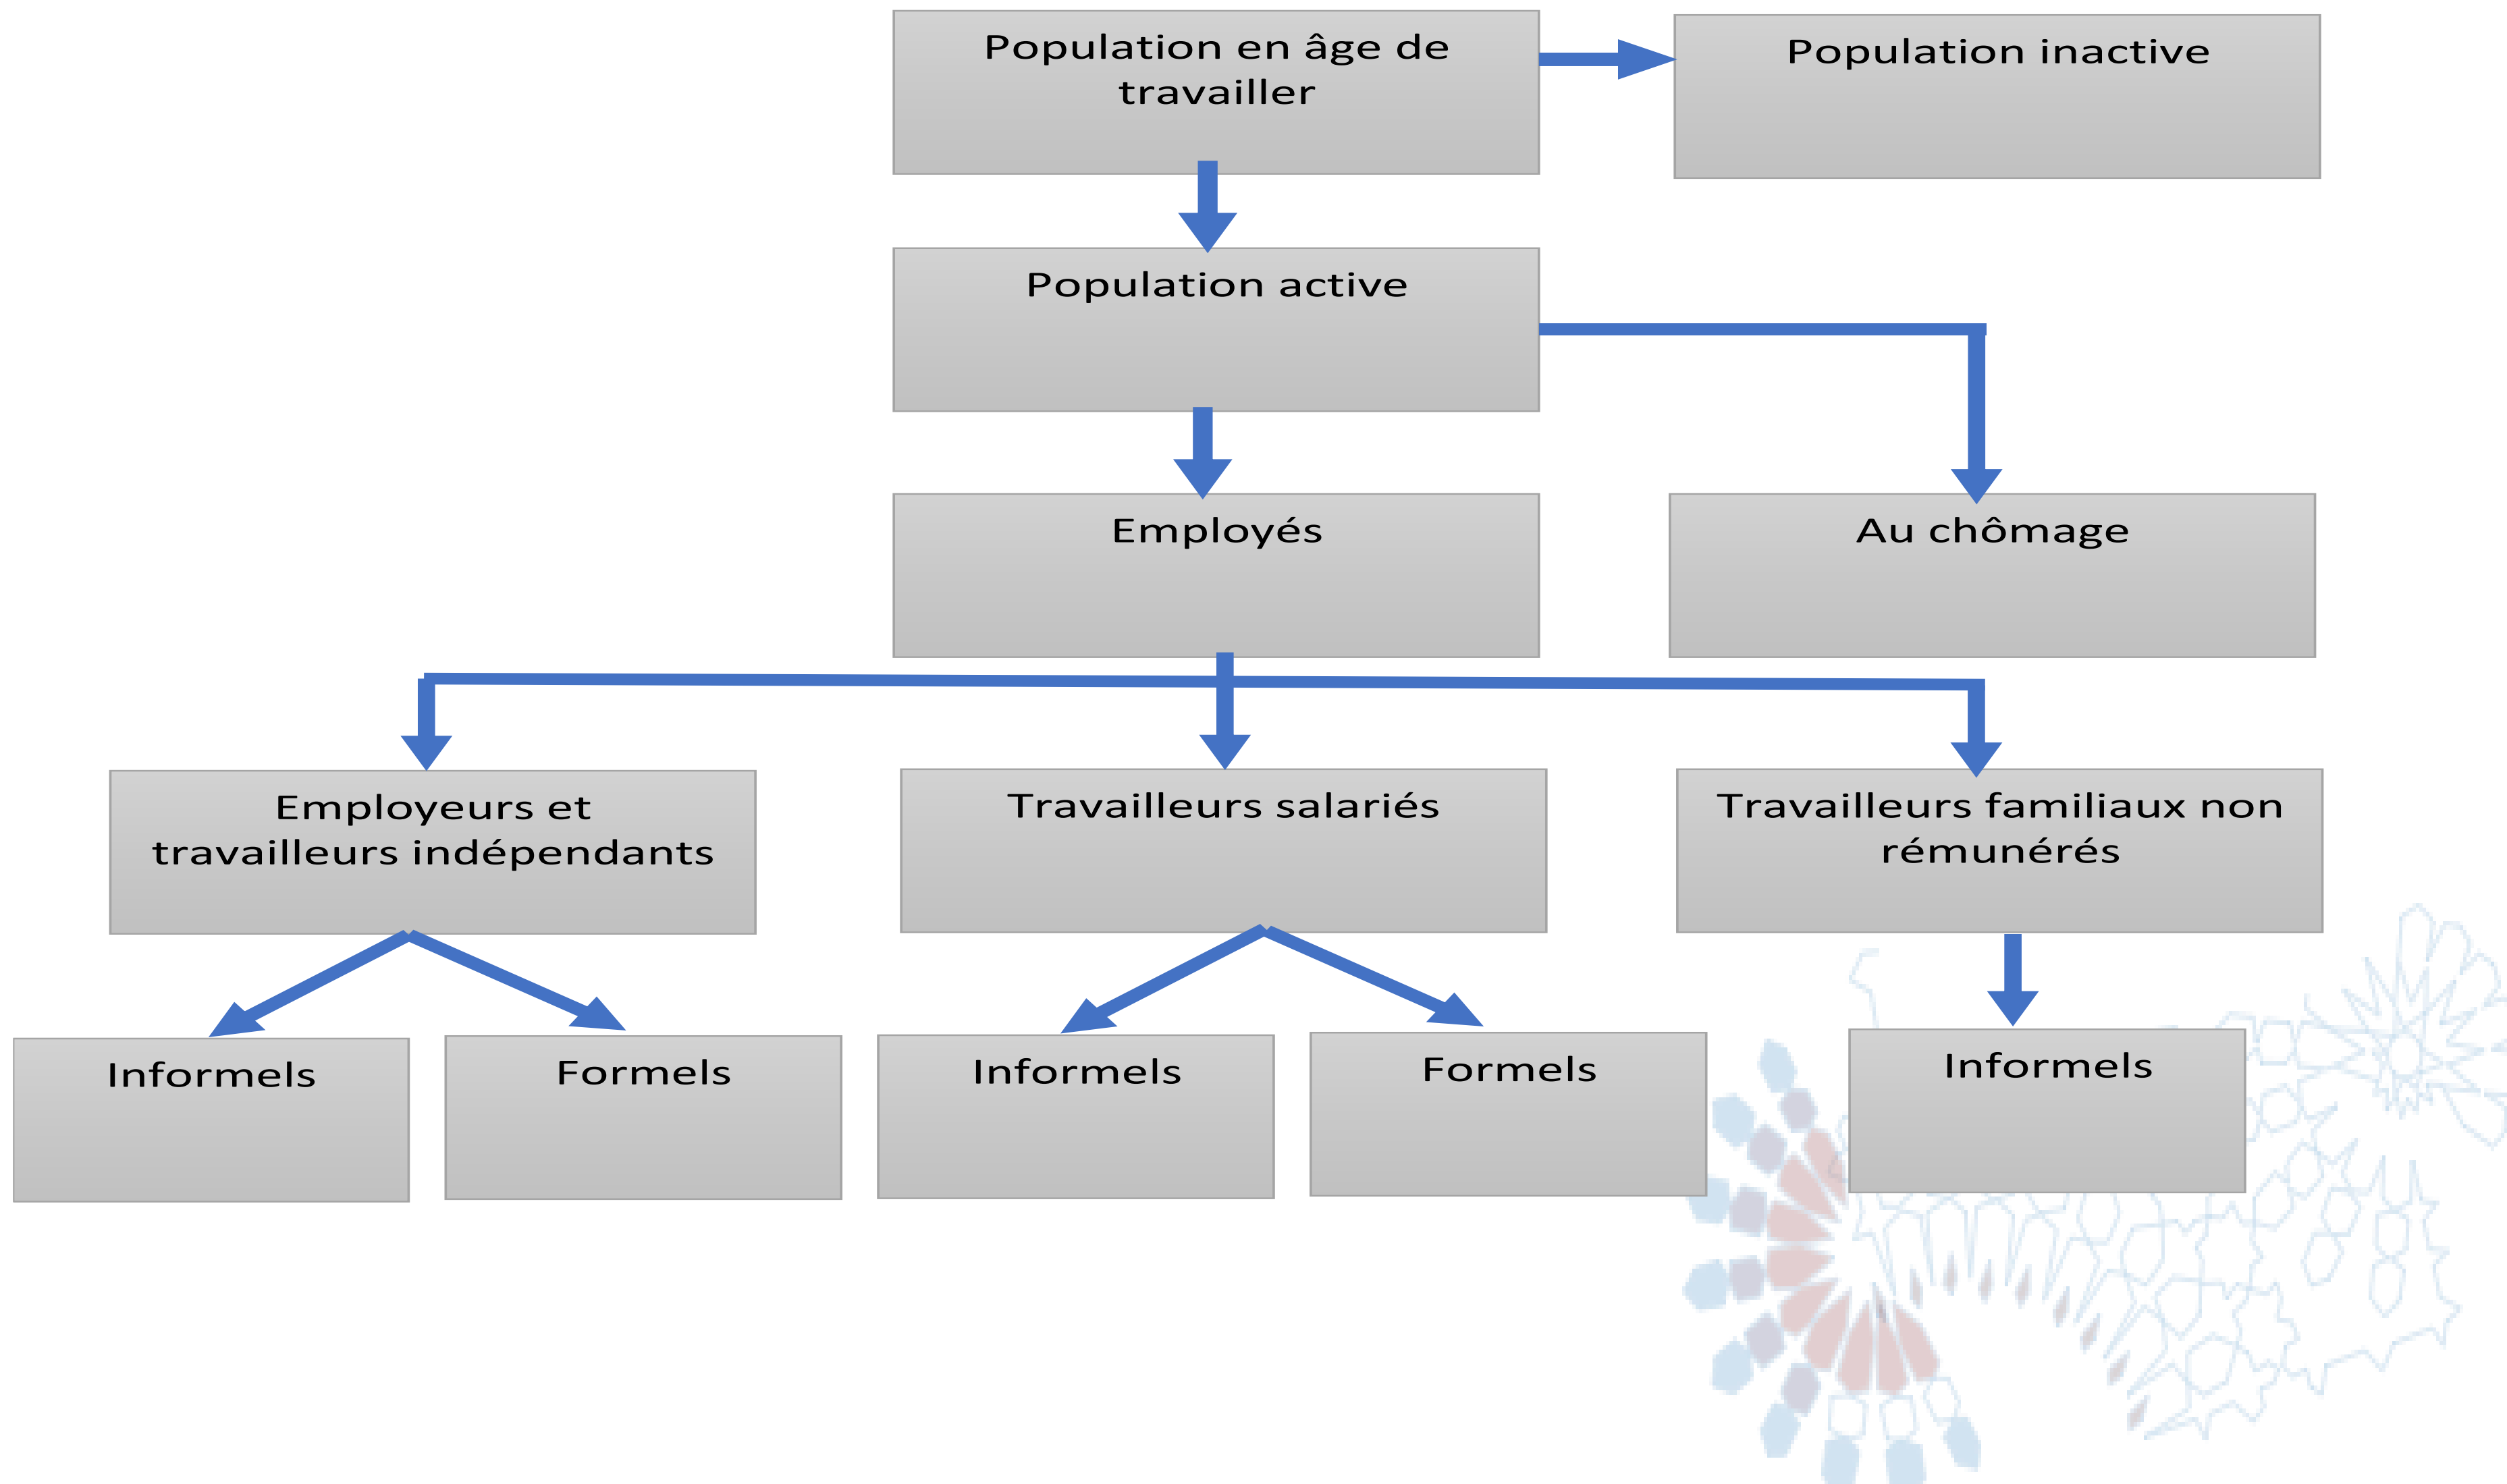 Population en âge de
travailler
Population inactive
Population active
Employés
Au chômage
Employeurs et
travailleurs indépendants
Travailleurs salariés
Travailleurs familiaux non
rémunérés
Informels
Formels
Informels
Formels
Informels